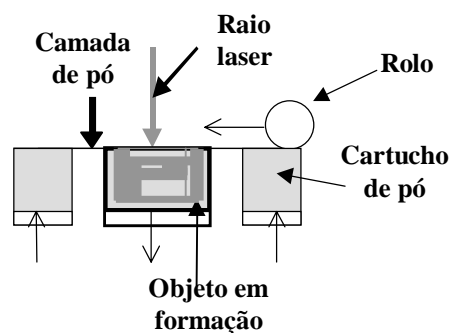 Camada
de pó
Raio
laser
Rolo
Cartucho
de pó
Objeto em
formação